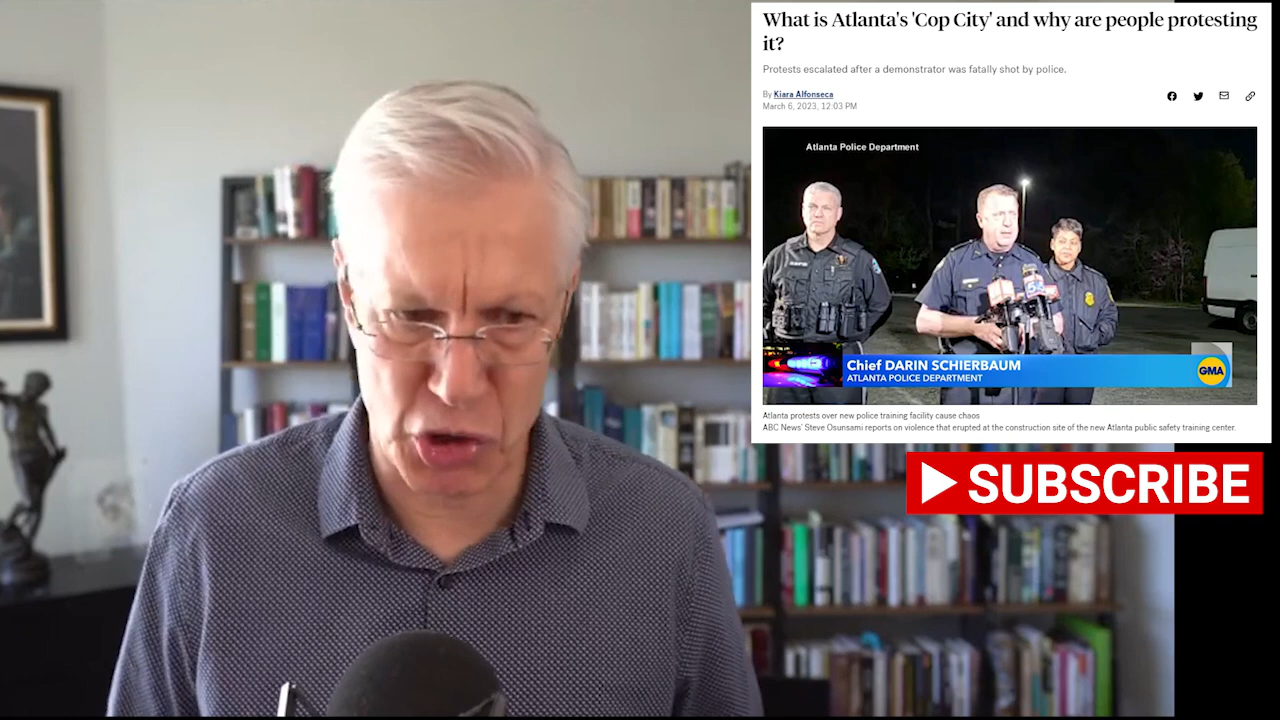 What is Atlanta's 'Cop City' and why are people protesting
it?
Protests escalated after a demonstrator was fatally shot by police.
By Kiara Alfonseca
March 6, 2023, 12:03 PM
Atlanta Police Department
Chief DARIN SCHIERBAUM
ATLANTA POLICE DEPARTMENT
GMA
Atlanta protests over new police training facility cause chaos
ABC News' Steve Osunsami reports on violence that erupted at the construction site of the new Atlanta public safety training center.
SUBSCRIBE